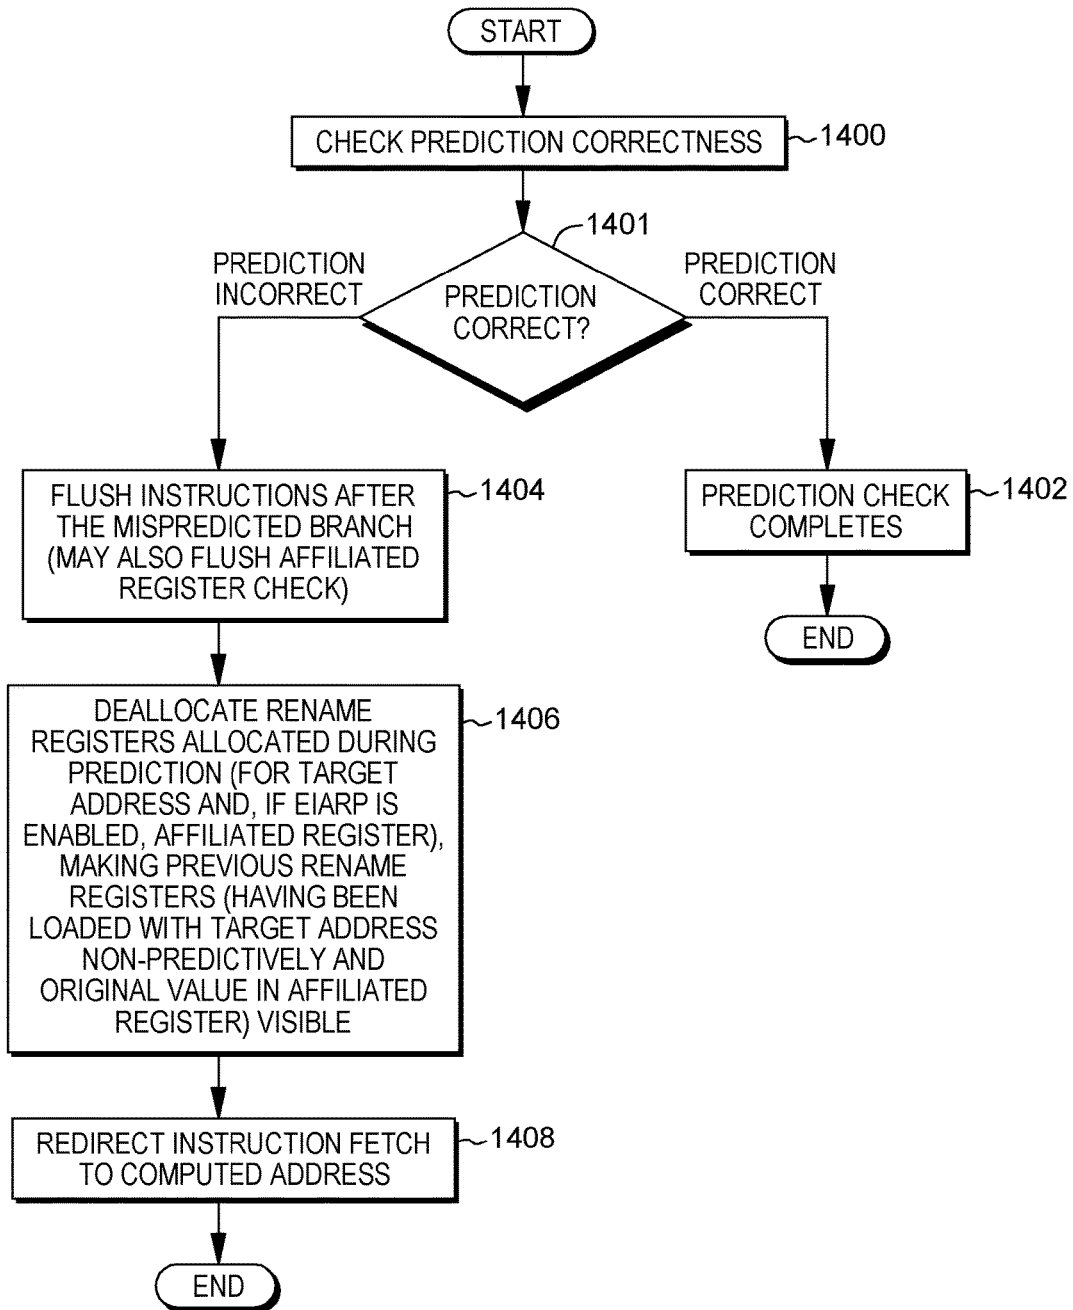 START
CHECK PREDICTION CORRECTNESS
1400
1401
PREDICTION
INCORRECT
PREDICTION
CORRECT?
PREDICTION
CORRECT
FLUSH INSTRUCTIONS AFTER
THE MISPREDICTED BRANCH
(MAY ALSO FLUSH AFFILIATED
REGISTER CHECK)
1404
PREDICTION CHECK
COMPLETES
1402
END
DEALLOCATE RENAME
REGISTERS ALLOCATED DURING
PREDICTION (FOR TARGET
ADDRESS AND, IF EIARP IS
ENABLED, AFFILIATED REGISTER),
MAKING PREVIOUS RENAME
REGISTERS (HAVING BEEN
LOADED WITH TARGET ADDRESS
NON-PREDICTIVELY AND
ORIGINAL VALUE IN AFFILIATED
REGISTER) VISIBLE
1406
REDIRECT INSTRUCTION FETCH
TO COMPUTED ADDRESS
1408
END